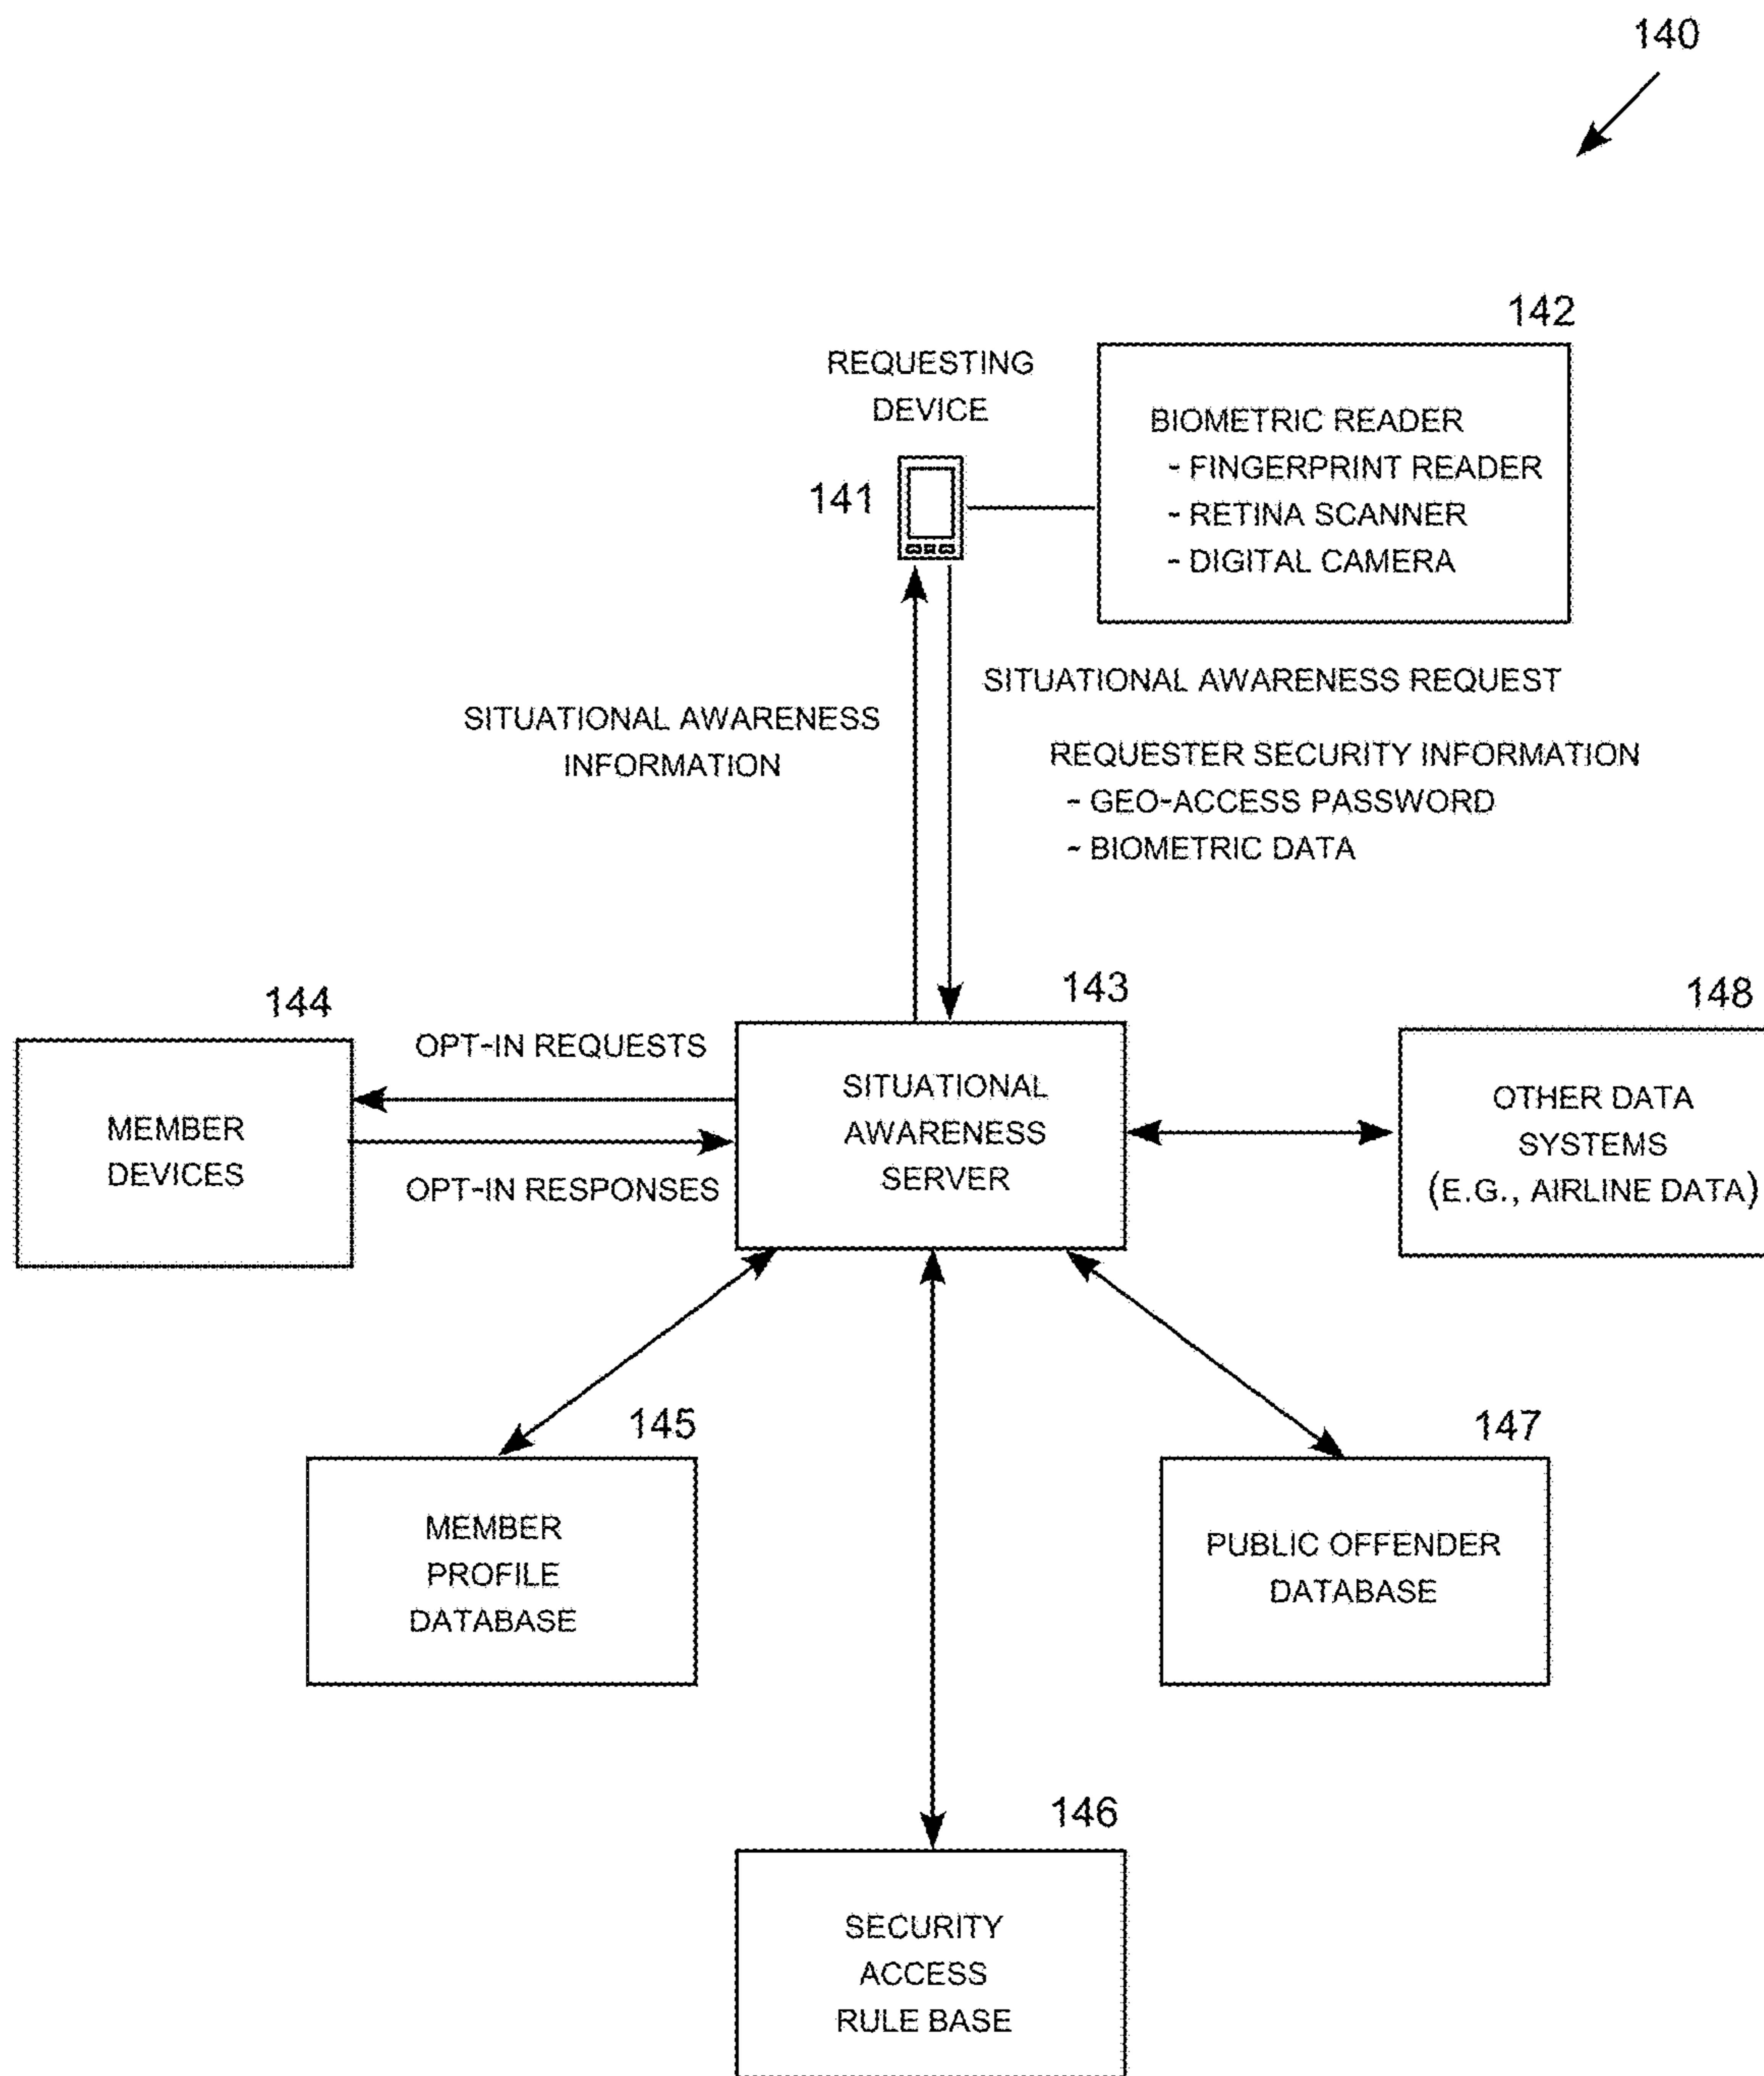 140
142
REQUESTING
DEVICE
141
BIOMETRIC READER
- FINGERPRINT READER
- RETINA SCANNER
- DIGITAL CAMERA
SITUATIONAL AWARENESS
INFORMATION
SITUATIONAL AWARENESS REQUEST
REQUESTER SECURITY INFORMATION
- GEO-ACCESS PASSWORD
- BIOMETRIC DATA
144
OPT-IN REQUESTS
143
148
MEMBER
DEVICES
OPT-IN RESPONSES
SITUATIONAL
AWARENESS
SERVER
OTHER DATA
SYSTEMS
(E.G., AIRLINE DATA)
145
147
MEMBER
PROFILE
DATABASE
PUBLIC OFFENDER
DATABASE
146
SECURITY
ACCESS
RULE BASE